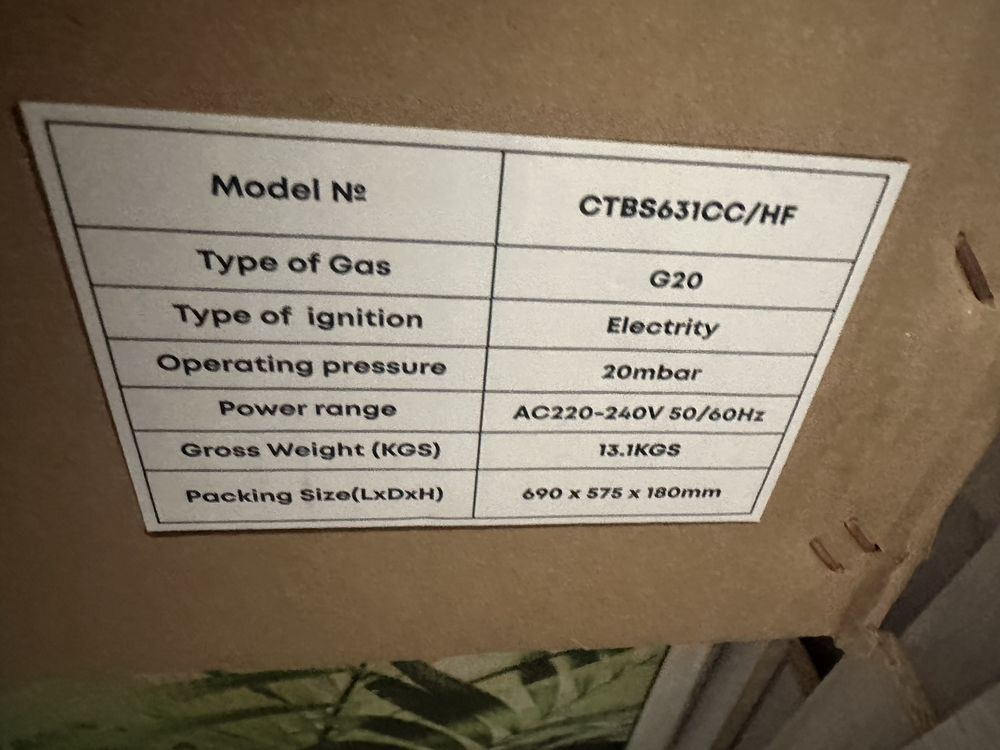 Model № CTBS631CC/HF
Type of Gas G20
Type of ignition Electrity
Operating pressure 20mbar
Power range AC220-240V 50/60Hz
Gross Weight (KGS) 13.1KGS
Packing Size(LxDxH) 690 x 575 x 180mm